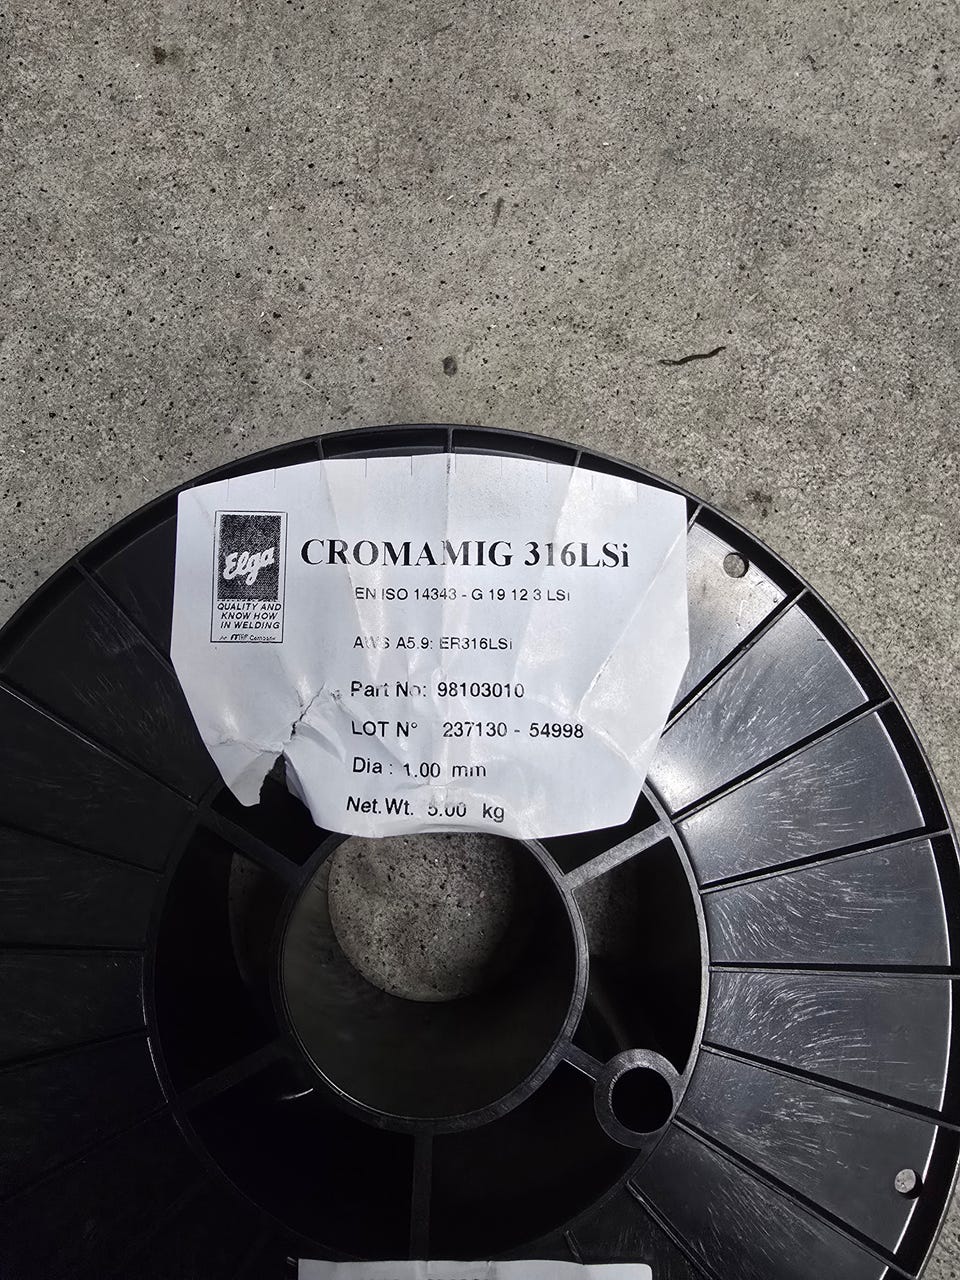 Elga
QUALITY AND
KNOW HOW
IN WELDING
CROMAMIG 316LSi
EN ISO 14343 - G 19 12 3 LSi
AWS A5.9: ER316LSi
Part No: 98103010
LOT N° 237130 - 54998
Dia : 1.00 mm
Net.Wt. 5.00 kg